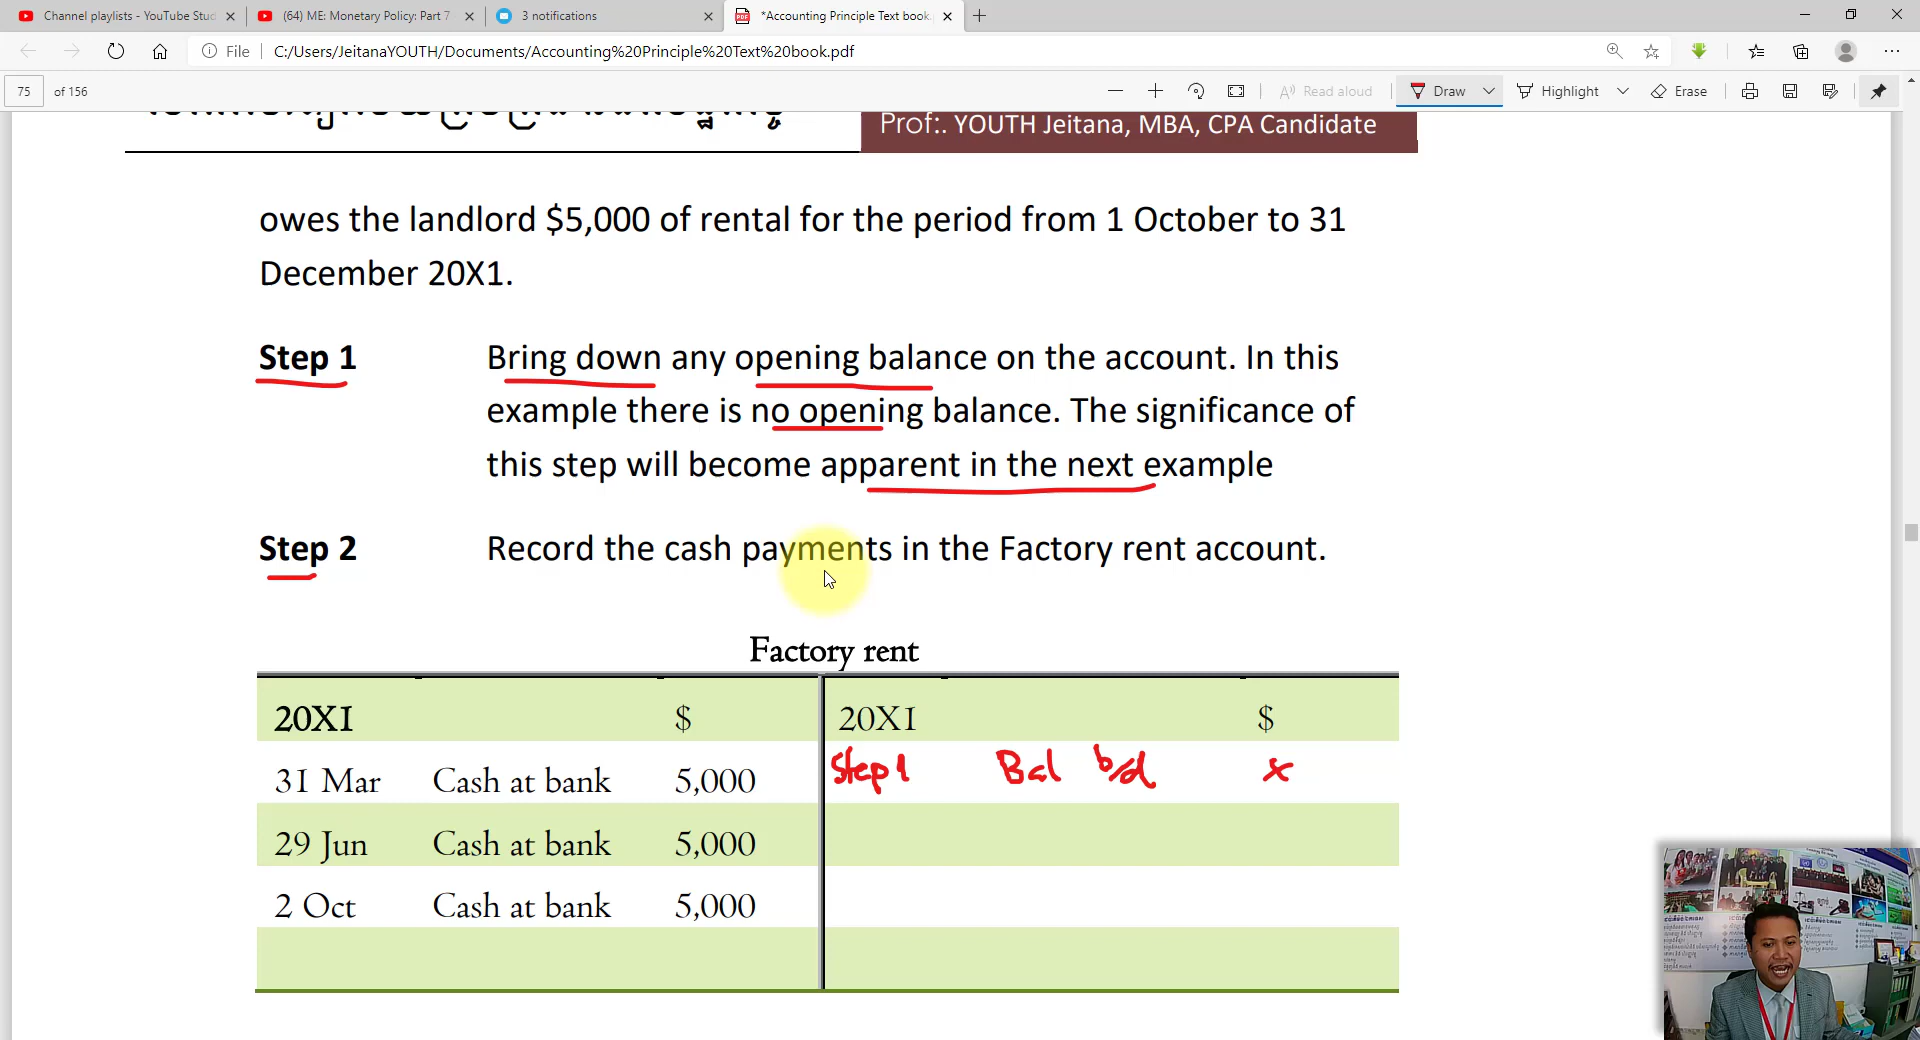 Channel playlists - YouTube Stud
(64) ME: Monetary Policy: Part 7
3 notifications
*Accounting Principle Text book.
File
C:/Users/JeitanaYOUTH/Documents/Accounting%20Principle%20Text%20book.pdf
75 of 156
Read aloud
Draw
Highlight
Erase
Prof:. YOUTH Jeitana, MBA, CPA Candidate
owes the landlord $5,000 of rental for the period from 1 October to 31
December 20X1.
Step 1 Bring down any opening balance on the account. In this
example there is no opening balance. The significance of
this step will become apparent in the next example
Step 2 Record the cash payments in the Factory rent account.
Factory rent
20X1 $ 20X1 $
31 Mar Cash at bank 5,000 Step 1 Bal b/d x
29 Jun Cash at bank 5,000
2 Oct Cash at bank 5,000